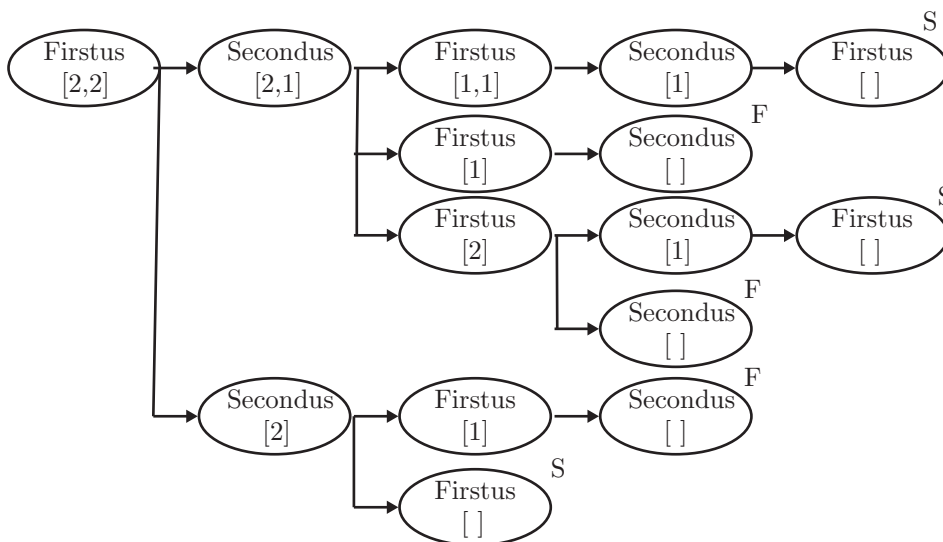 S
Firstus
[2,2]
Secondus
[2,1]
Firstus
[1,1]
Secondus
[1]
Firstus
[ ]
F
Firstus
[1]
Secondus
[ ]
S
Firstus
[2]
Secondus
[1]
Firstus
[ ]
F
Secondus
[ ]
F
Secondus
[2]
Firstus
[1]
Secondus
[ ]
S
Firstus
[ ]